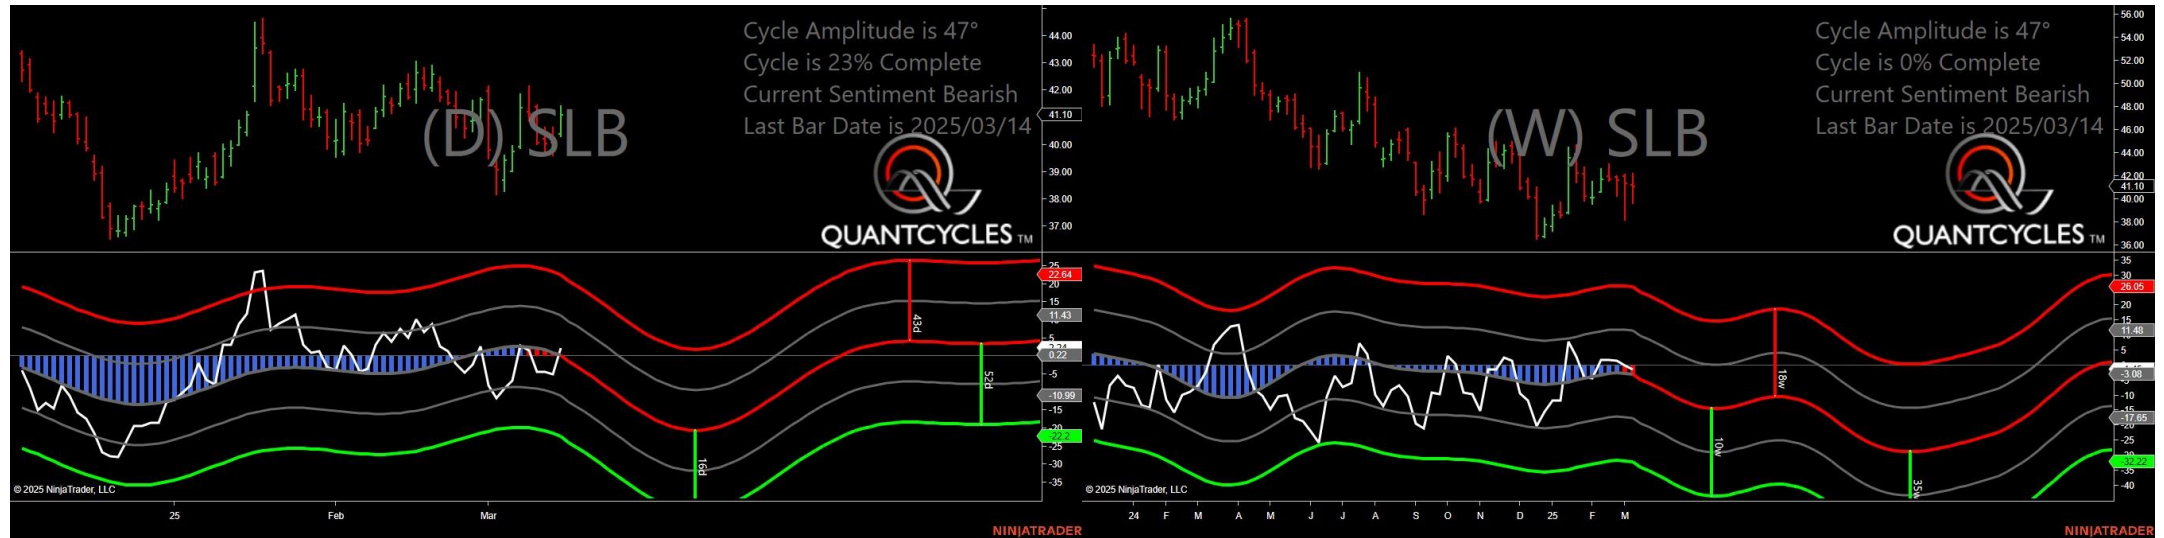 Cycle Amplitude is 47°
Cycle is 23% Complete
Current Sentiment Bearish
Last Bar Date is 2025/03/14
(D) SLB
QUANTCYCLES TM
44.00
43.00
42.00
41.10
40.00
39.00
38.00
37.00
25
22.64
20
15
11.43
5
0.22
-5
-10.99
-15
-20
-22.2
-25
-30
-35
43d
52d
16d
© 2025 NinjaTrader, LLC
25
Feb
Mar
NINJATRADER
Cycle Amplitude is 47°
Cycle is 0% Complete
Current Sentiment Bearish
Last Bar Date is 2025/03/14
(W) SLB
QUANTCYCLES TM
56.00
54.00
52.00
50.00
48.00
46.00
44.00
42.00
41.10
40.00
38.00
36.00
35
30
26.05
20
15
11.48
5
-3.08
-5
-10
-17.65
-20
-25
-32.22
-35
-40
18w
10w
35w
© 2025 NinjaTrader, LLC
24 F M A M J J A S O N D 25 F M
NINJATRADER